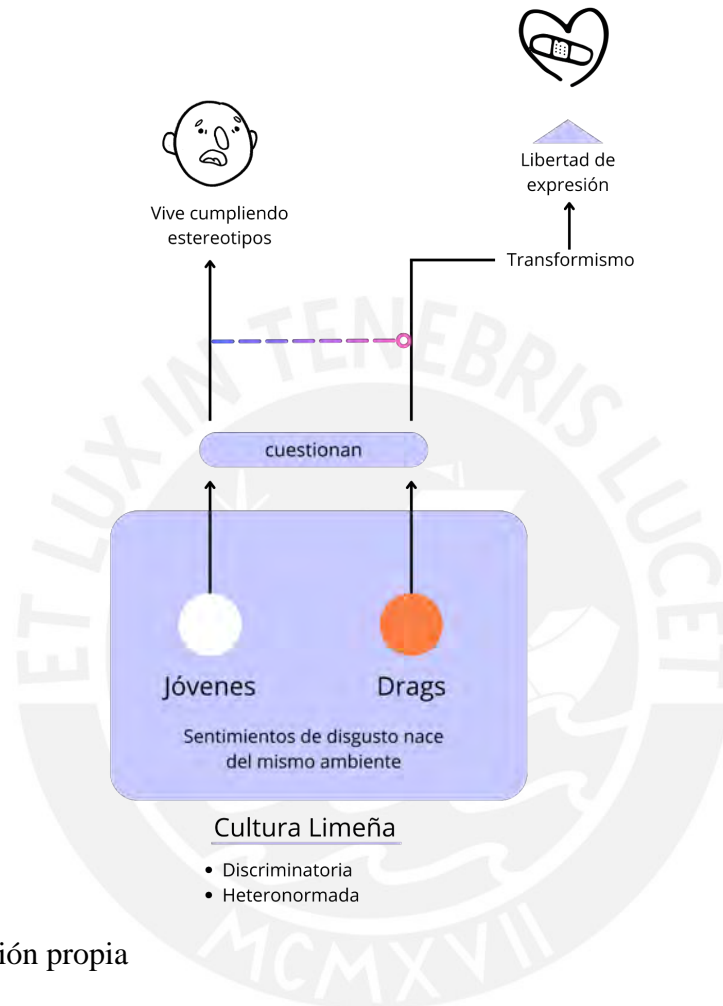 Libertad de
expresión
Vive cumpliendo
estereotipos
Transformismo
cuestionan
Jóvenes
Drags
Sentimientos de disgusto nace
del mismo ambiente
Cultura Limeña
• Discriminatoria
• Heteronormada
ión propia
ET LUX IN TENEBRIS LUCET
MCMXVII